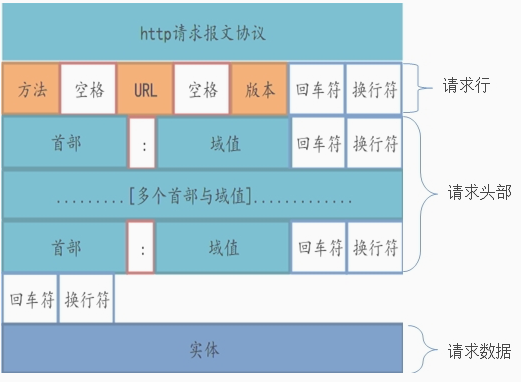 http请求报文协议
方法 空格 URL 空格 版本 回车符 换行符 请求行
首部 : 域值 回车符 换行符
.........[多个首部与域值]............. 请求头部
首部 : 域值 回车符 换行符
回车符 换行符
实体 请求数据